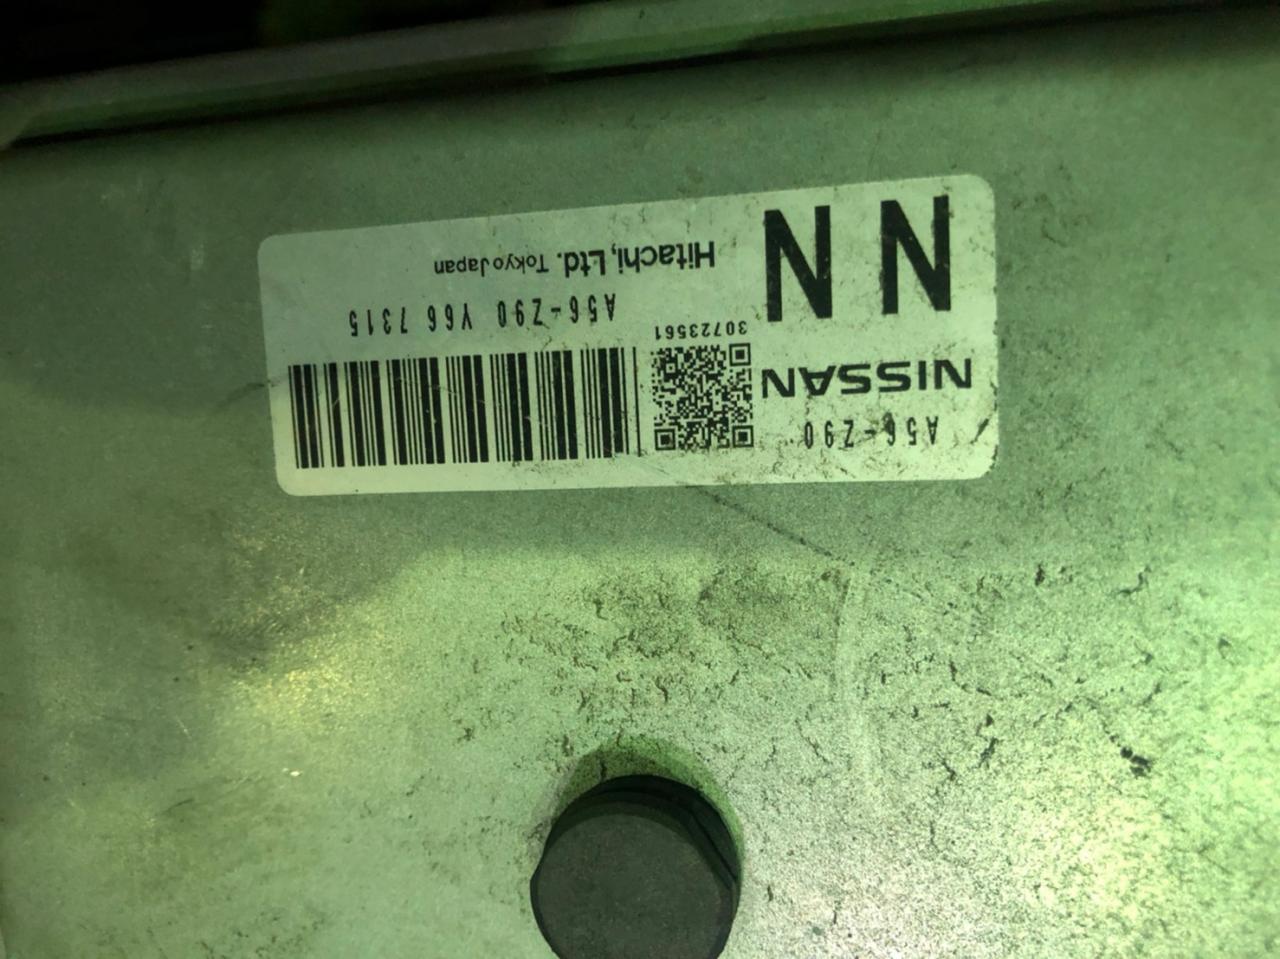 A56-Z90
NISSAN
NN
30723561
A56-Z90 Y66 7315
Hitachi, Ltd. Tokyo Japan